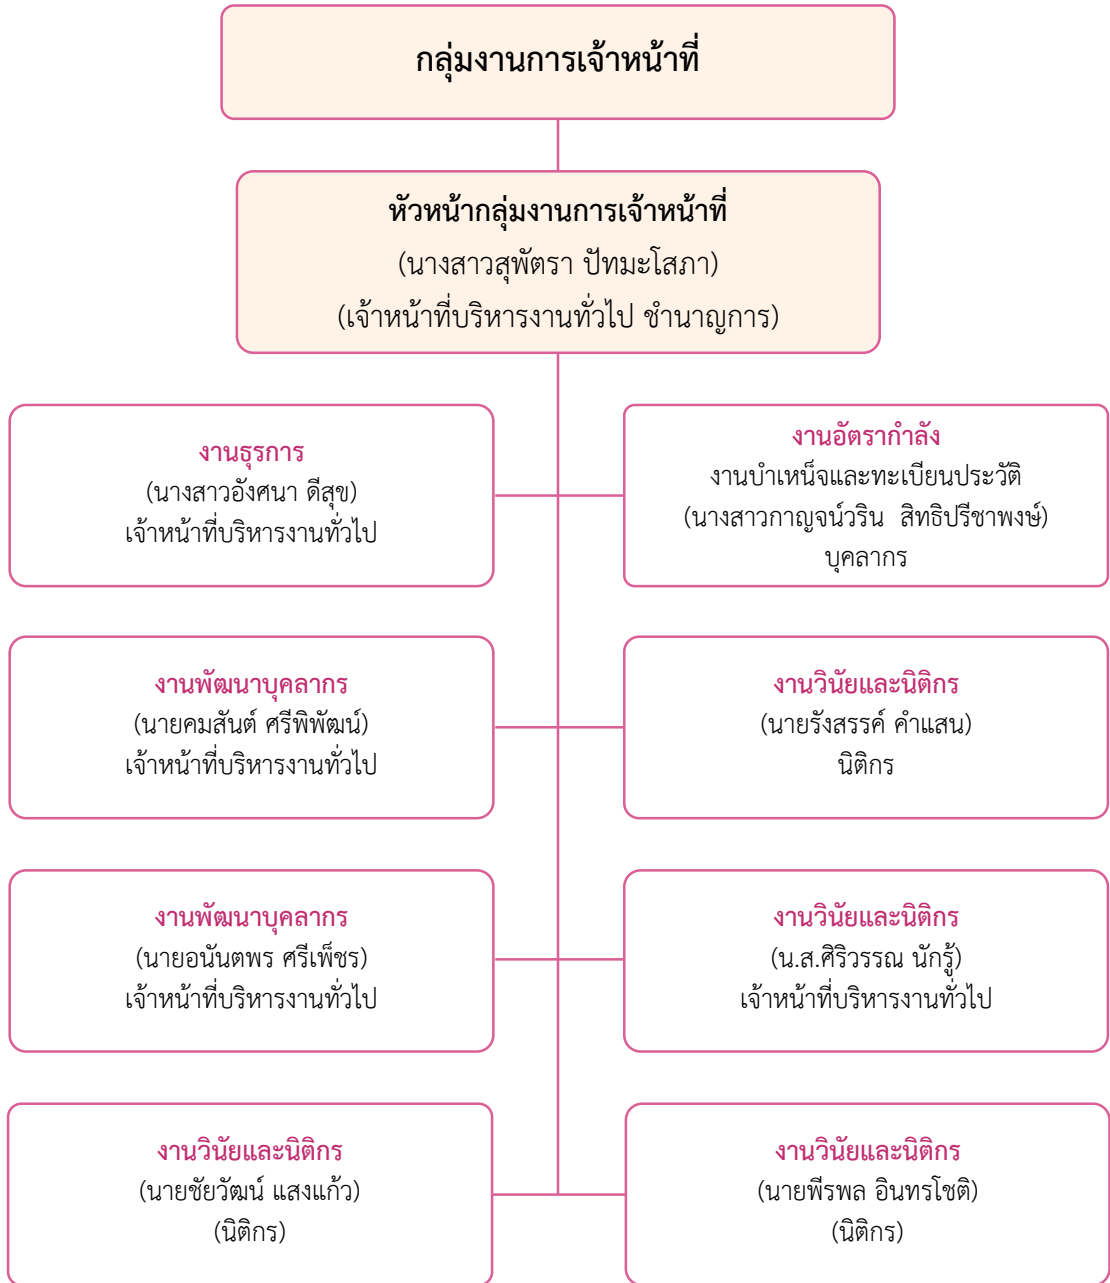 กลุ่มงานการเจ้าหน้าที่
หัวหน้ากลุ่มงานการเจ้าหน้าที่
(นางสาวสุพัตรา ปัทมะโสภา)
(เจ้าหน้าที่บริหารงานทั่วไป ชำนาญการ)
งานธุรการ
(นางสาวอังศนา ดีสุข)
เจ้าหน้าที่บริหารงานทั่วไป
งานอัตรากำลัง
งานบำเหน็จและทะเบียนประวัติ
(นางสาวกาญจน์วริน  สิทธิปรีชาพงษ์)
บุคลากร
งานพัฒนาบุคลากร
(นายคมสันต์ ศรีพิพัฒน์)
เจ้าหน้าที่บริหารงานทั่วไป
งานวินัยและนิติกร
(นายรังสรรค์ คำแสน)
นิติกร
งานพัฒนาบุคลากร
(นายอนันตพร ศรีเพ็ชร)
เจ้าหน้าที่บริหารงานทั่วไป
งานวินัยและนิติกร
(น.ส.ศิริวรรณ นักรู้)
เจ้าหน้าที่บริหารงานทั่วไป
งานวินัยและนิติกร
(นายชัยวัฒน์ แสงแก้ว)
(นิติกร)
งานวินัยและนิติกร
(นายพีรพล อินทรโชติ)
(นิติกร)